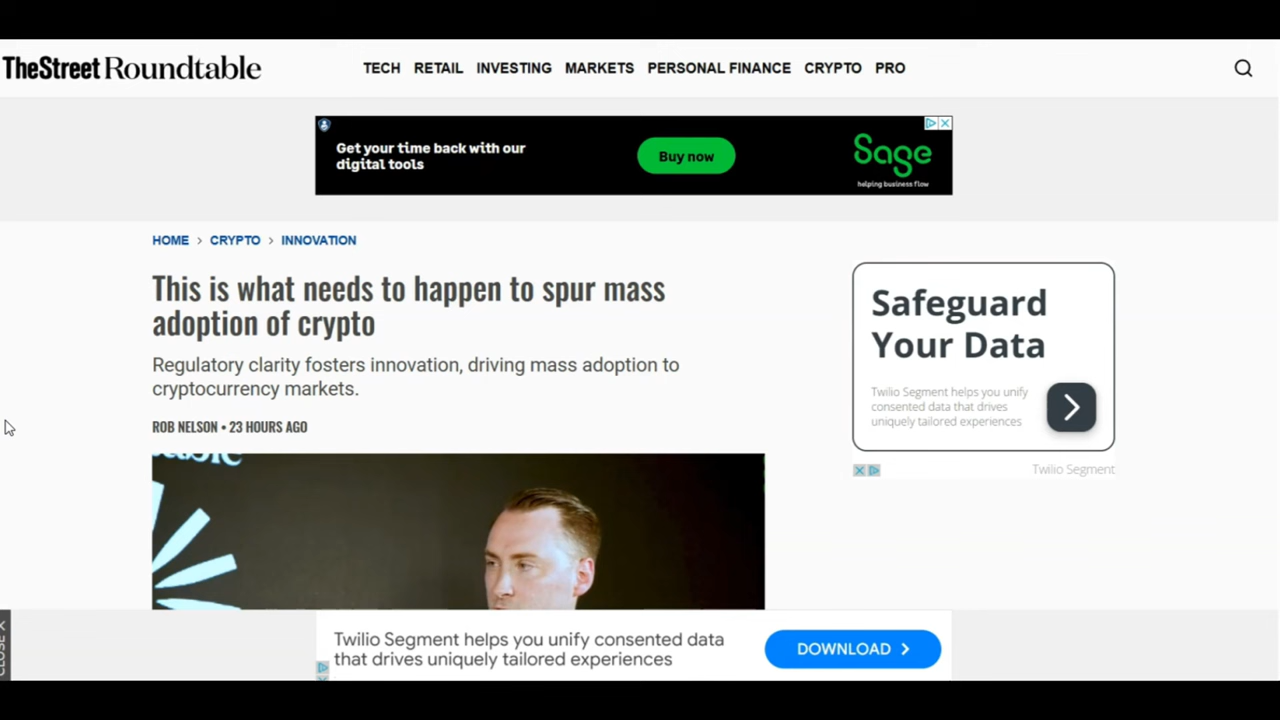 TheStreet Roundtable
TECH RETAIL INVESTING MARKETS PERSONAL FINANCE CRYPTO PRO
Get your time back with our
digital tools
Buy now
Sage
helping business flow
HOME > CRYPTO > INNOVATION
This is what needs to happen to spur mass
adoption of crypto
Regulatory clarity fosters innovation, driving mass adoption to
cryptocurrency markets.
ROB NELSON • 23 HOURS AGO
Safeguard
Your Data
Twilio Segment helps you unify
consented data that drives
uniquely tailored experiences
Twilio Segment
Twilio Segment helps you unify consented data
that drives uniquely tailored experiences
DOWNLOAD
CLOSE X